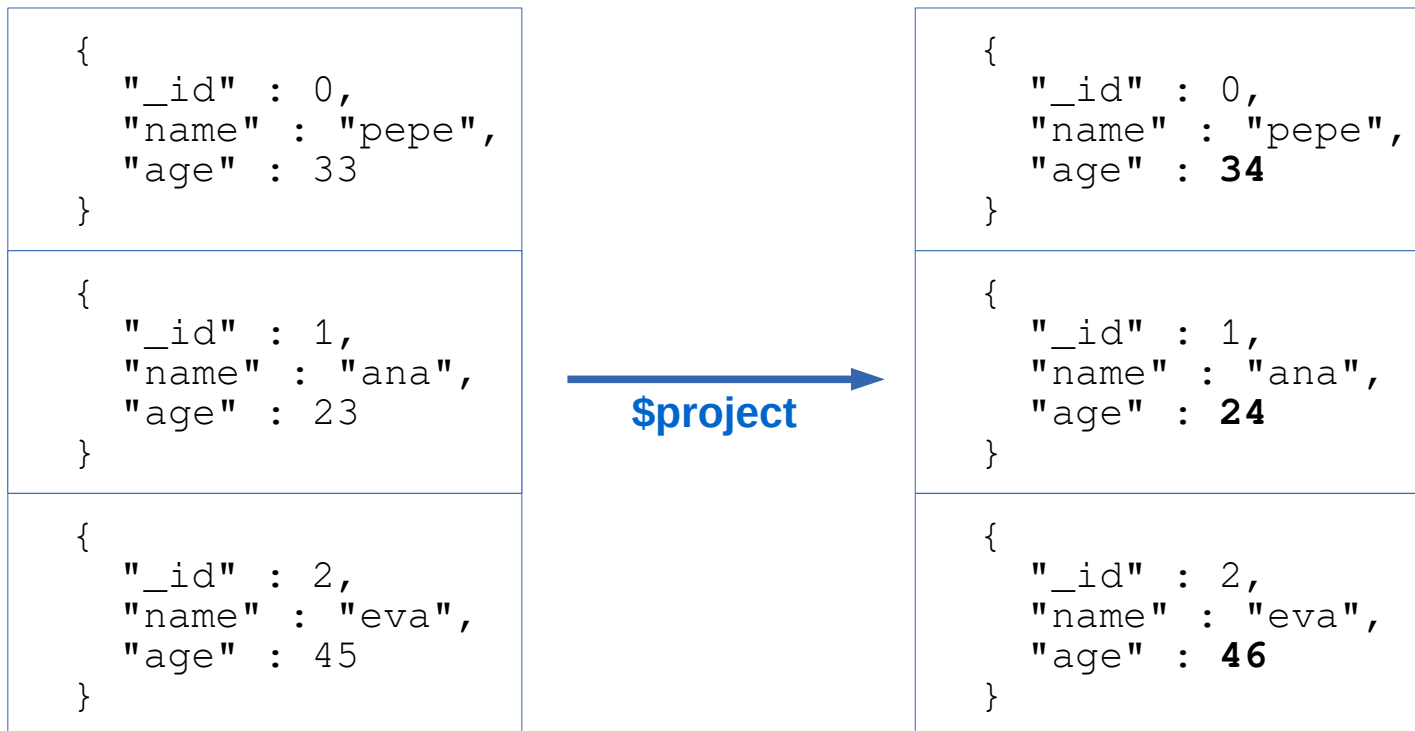 {
"_id" : 0,
"name" : "pepe",
"age" : 33
}
{
"_id" : 1,
"name" : "ana",
"age" : 23
}
{
"_id" : 2,
"name" : "eva",
"age" : 45
}
$project
{
"_id" : 0,
"name" : "pepe",
"age" : 34
}
{
"_id" : 1,
"name" : "ana",
"age" : 24
}
{
"_id" : 2,
"name" : "eva",
"age" : 46
}